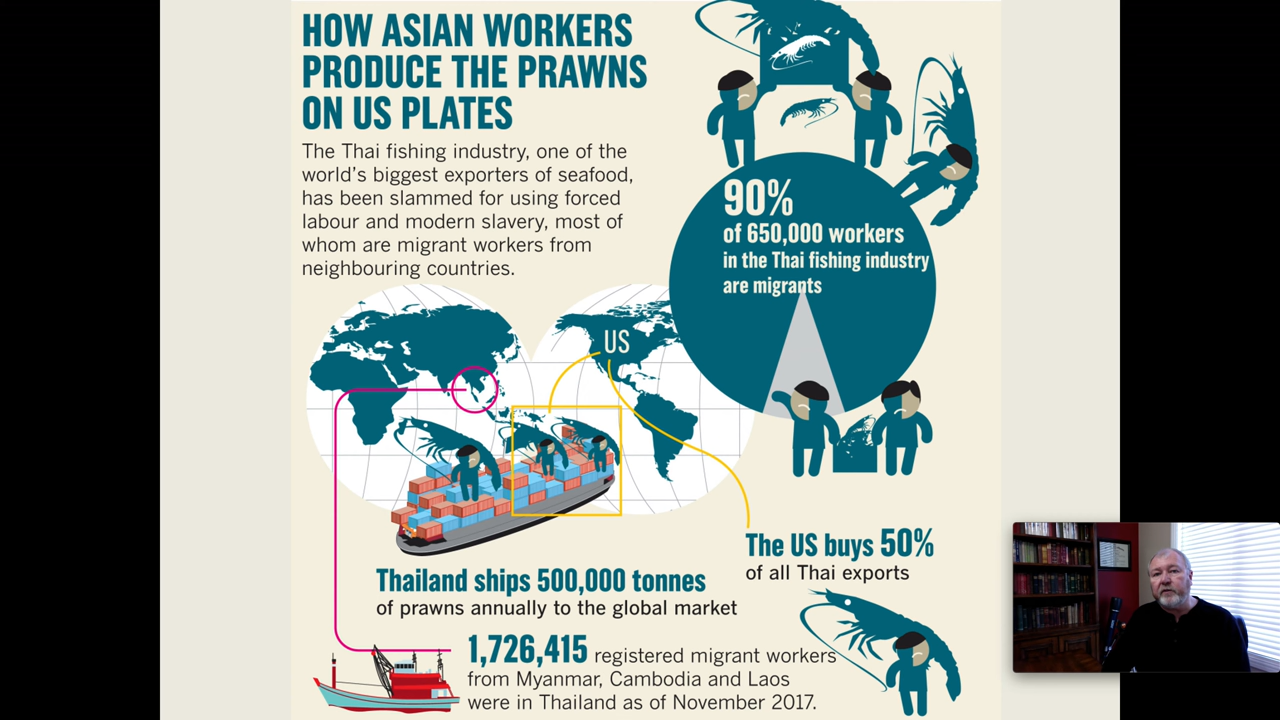 HOW ASIAN WORKERS
PRODUCE THE PRAWNS
ON US PLATES
The Thai fishing industry, one of the
world's biggest exporters of seafood,
has been slammed for using forced
labour and modern slavery, most of
whom are migrant workers from
neighbouring countries.
90%
of 650,000 workers
in the Thai fishing industry
are migrants
US
The US buys 50%
of all Thai exports
Thailand ships 500,000 tonnes
of prawns annually to the global market
1,726,415 registered migrant workers
from Myanmar, Cambodia and Laos
were in Thailand as of November 2017.